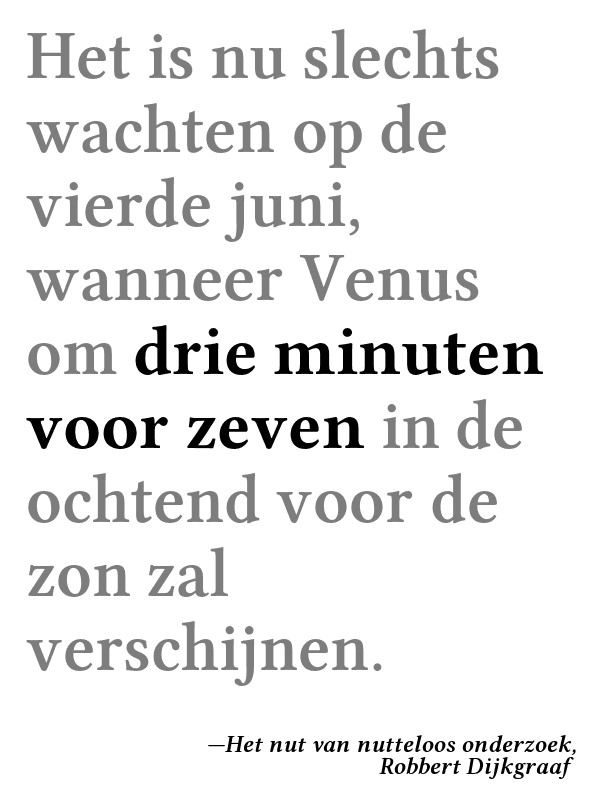 Het is nu slechts
wachten op de
vierde juni,
wanneer Venus
om drie minuten
voor zeven in de
ochtend voor de
zon zal
verschijnen.
—Het nut van nutteloos onderzoek,
Robbert Dijkgraaf